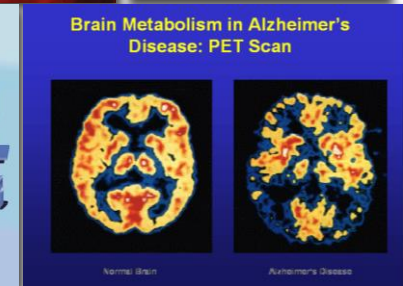 Brain Metabolism in Alzheimer's
Disease: PET Scan
Normal Brain
Alzheimer's Disease